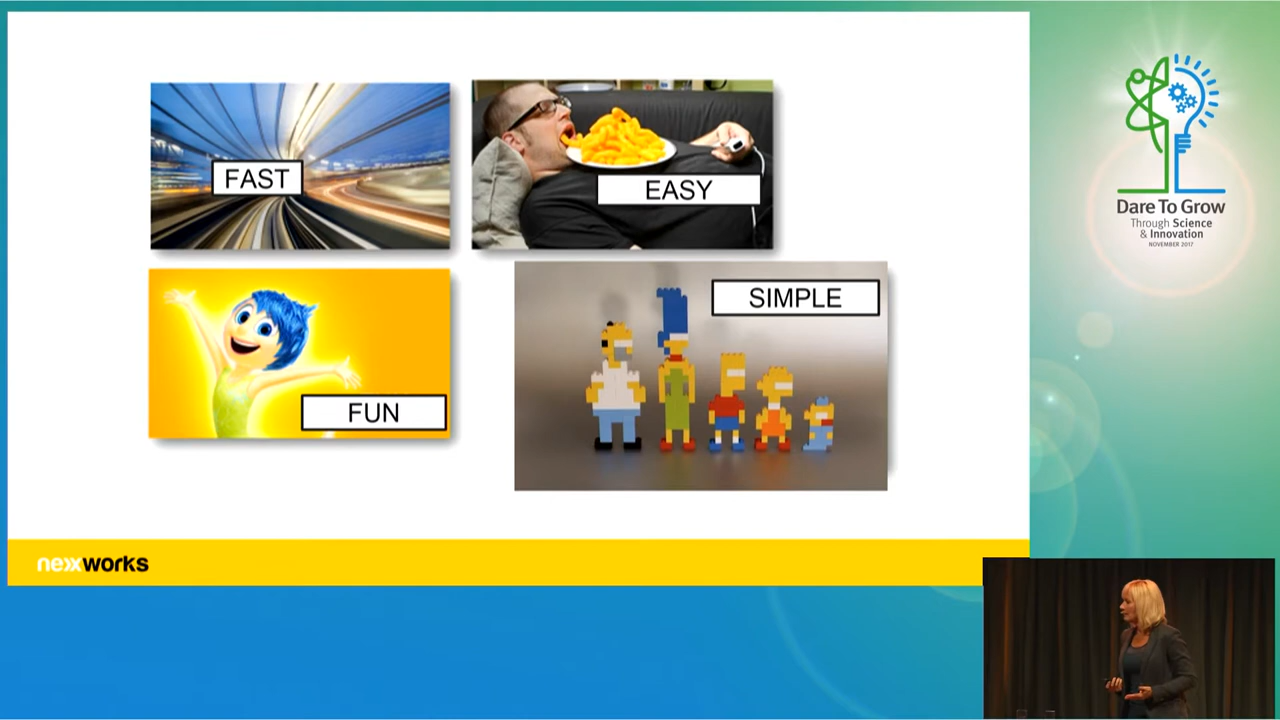 FAST
EASY
FUN
SIMPLE
nexxworks
Dare To Grow
Through Science
& Innovation
NOVEMBER 2017